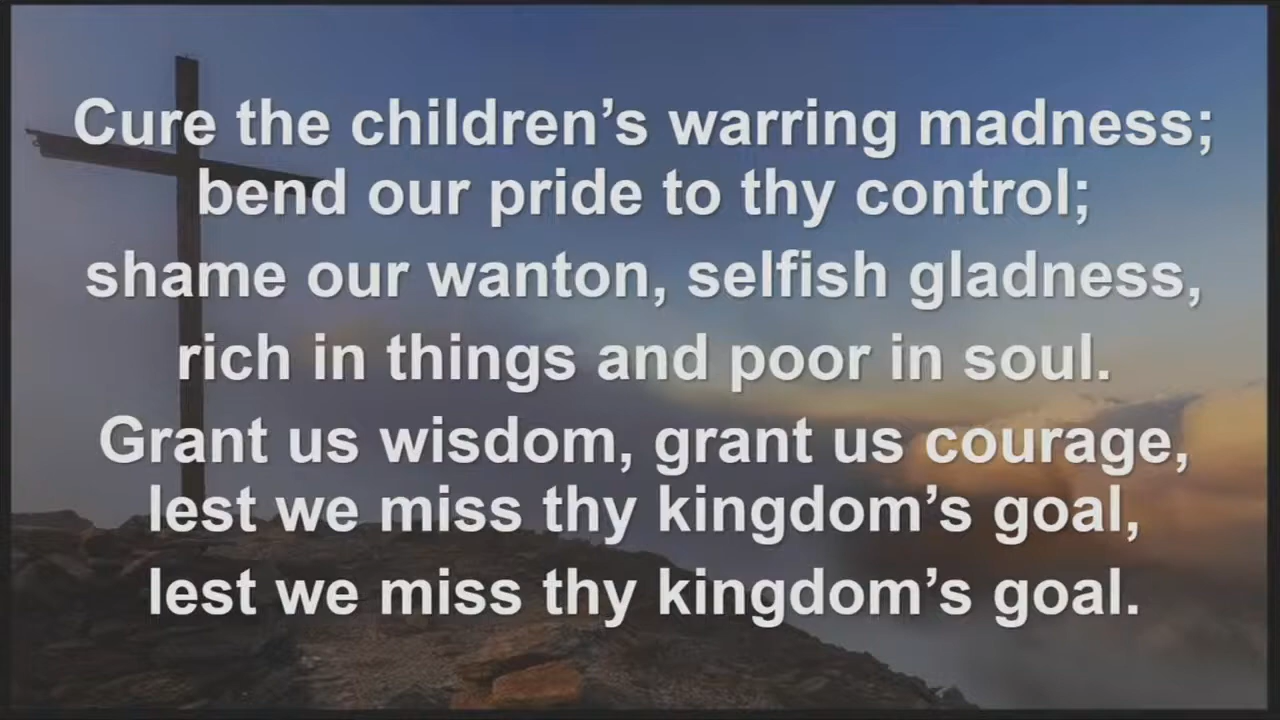 Cure the children’s warring madness;
bend our pride to thy control;
shame our wanton, selfish gladness,
rich in things and poor in soul.
Grant us wisdom, grant us courage,
lest we miss thy kingdom’s goal,
lest we miss thy kingdom’s goal.